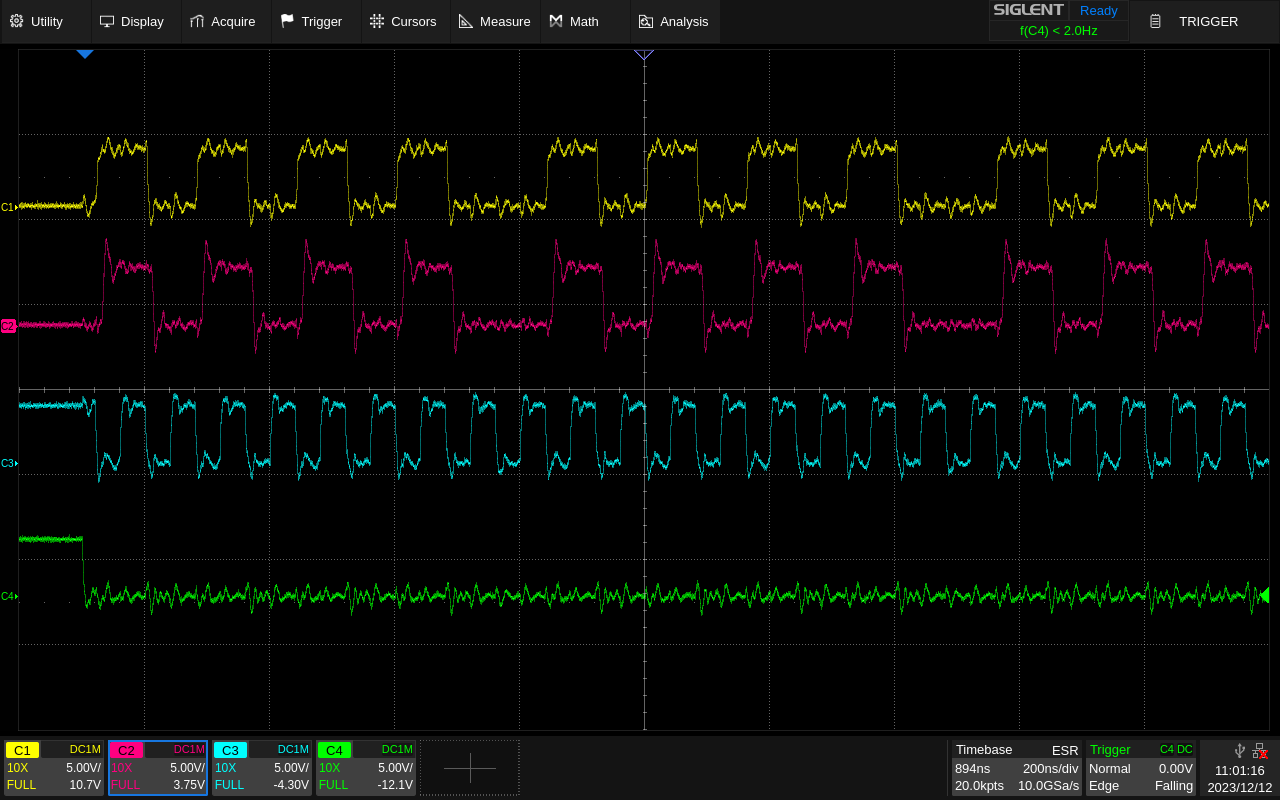 Utility Display Acquire Trigger Cursors Measure Math Analysis SIGLENT Ready TRIGGER
f(C4) < 2.0Hz
C1
C2
C3
C4
C1 DC1M C2 DC1M C3 DC1M C4 DC1M Timebase ESR Trigger C4 DC
10X 5.00V/ 10X 5.00V/ 10X 5.00V/ 10X 5.00V/ 894ns 200ns/div Normal 0.00V 11:01:16
FULL 10.7V FULL 3.75V FULL -4.30V FULL -12.1V 20.0kpts 10.0GSa/s Edge Falling 2023/12/12